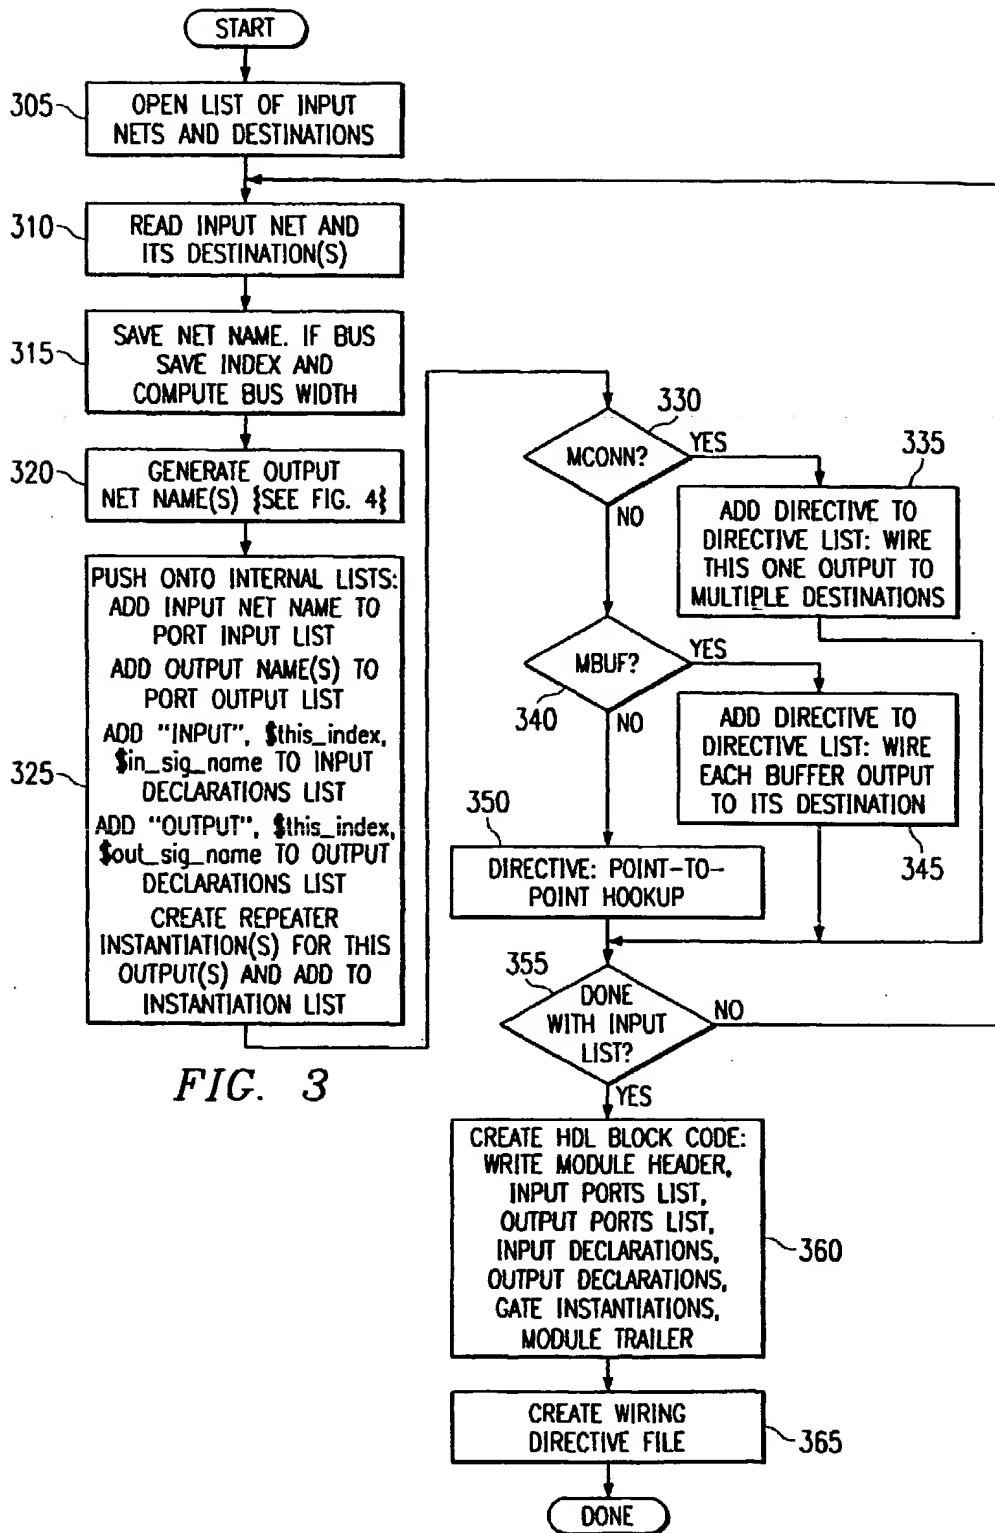 START
305
OPEN LIST OF INPUT
NETS AND DESTINATIONS
310
READ INPUT NET AND
ITS DESTINATION(S)
315
SAVE NET NAME. IF BUS
SAVE INDEX AND
COMPUTE BUS WIDTH
320
GENERATE OUTPUT
NET NAME(S) {SEE FIG. 4{
325
PUSH ONTO INTERNAL LISTS:
ADD INPUT NET NAME TO
PORT INPUT LIST
ADD OUTPUT NAME(S) TO
PORT OUTPUT LIST
ADD "INPUT", $this_index,
$in_sig_name TO INPUT
DECLARATIONS LIST
ADD "OUTPUT", $this_index,
$out_sig_name TO OUTPUT
DECLARATIONS LIST
CREATE REPEATER
INSTANTIATION(S) FOR THIS
OUTPUT(S) AND ADD TO
INSTANTIATION LIST
FIG. 3
330
MCONN?
YES
NO
335
ADD DIRECTIVE TO
DIRECTIVE LIST: WIRE
THIS ONE OUTPUT TO
MULTIPLE DESTINATIONS
MBUF?
YES
340
NO
ADD DIRECTIVE TO
DIRECTIVE LIST: WIRE
EACH BUFFER OUTPUT
TO ITS DESTINATION
345
350
DIRECTIVE: POINT-TO-
POINT HOOKUP
355
DONE
WITH INPUT
LIST?
NO
YES
CREATE HDL BLOCK CODE:
WRITE MODULE HEADER,
INPUT PORTS LIST,
OUTPUT PORTS LIST,
INPUT DECLARATIONS,
OUTPUT DECLARATIONS,
GATE INSTANTIATIONS,
MODULE TRAILER
360
CREATE WIRING
DIRECTIVE FILE
365
DONE